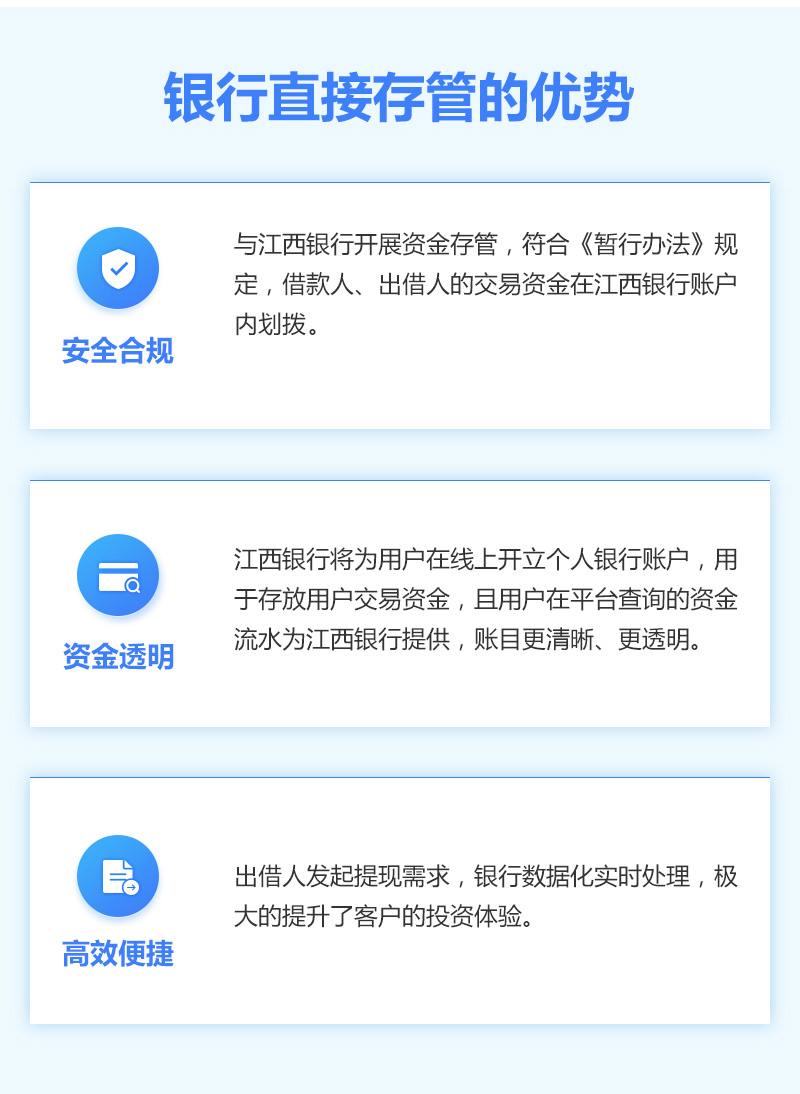 银行直接存管的优势
与江西银行开展资金存管，符合《暂行办法》规
定，借款人、出借人的交易资金在江西银行账户
内划拨。
安全合规
江西银行将为用户在线上开立个人银行账户，用
于存放用户交易资金，且用户在平台查询的资金
流水为江西银行提供，账目更清晰、更透明。
资金透明
出借人发起提现需求，银行数据化实时处理，极
大的提升了客户的投资体验。
高效便捷